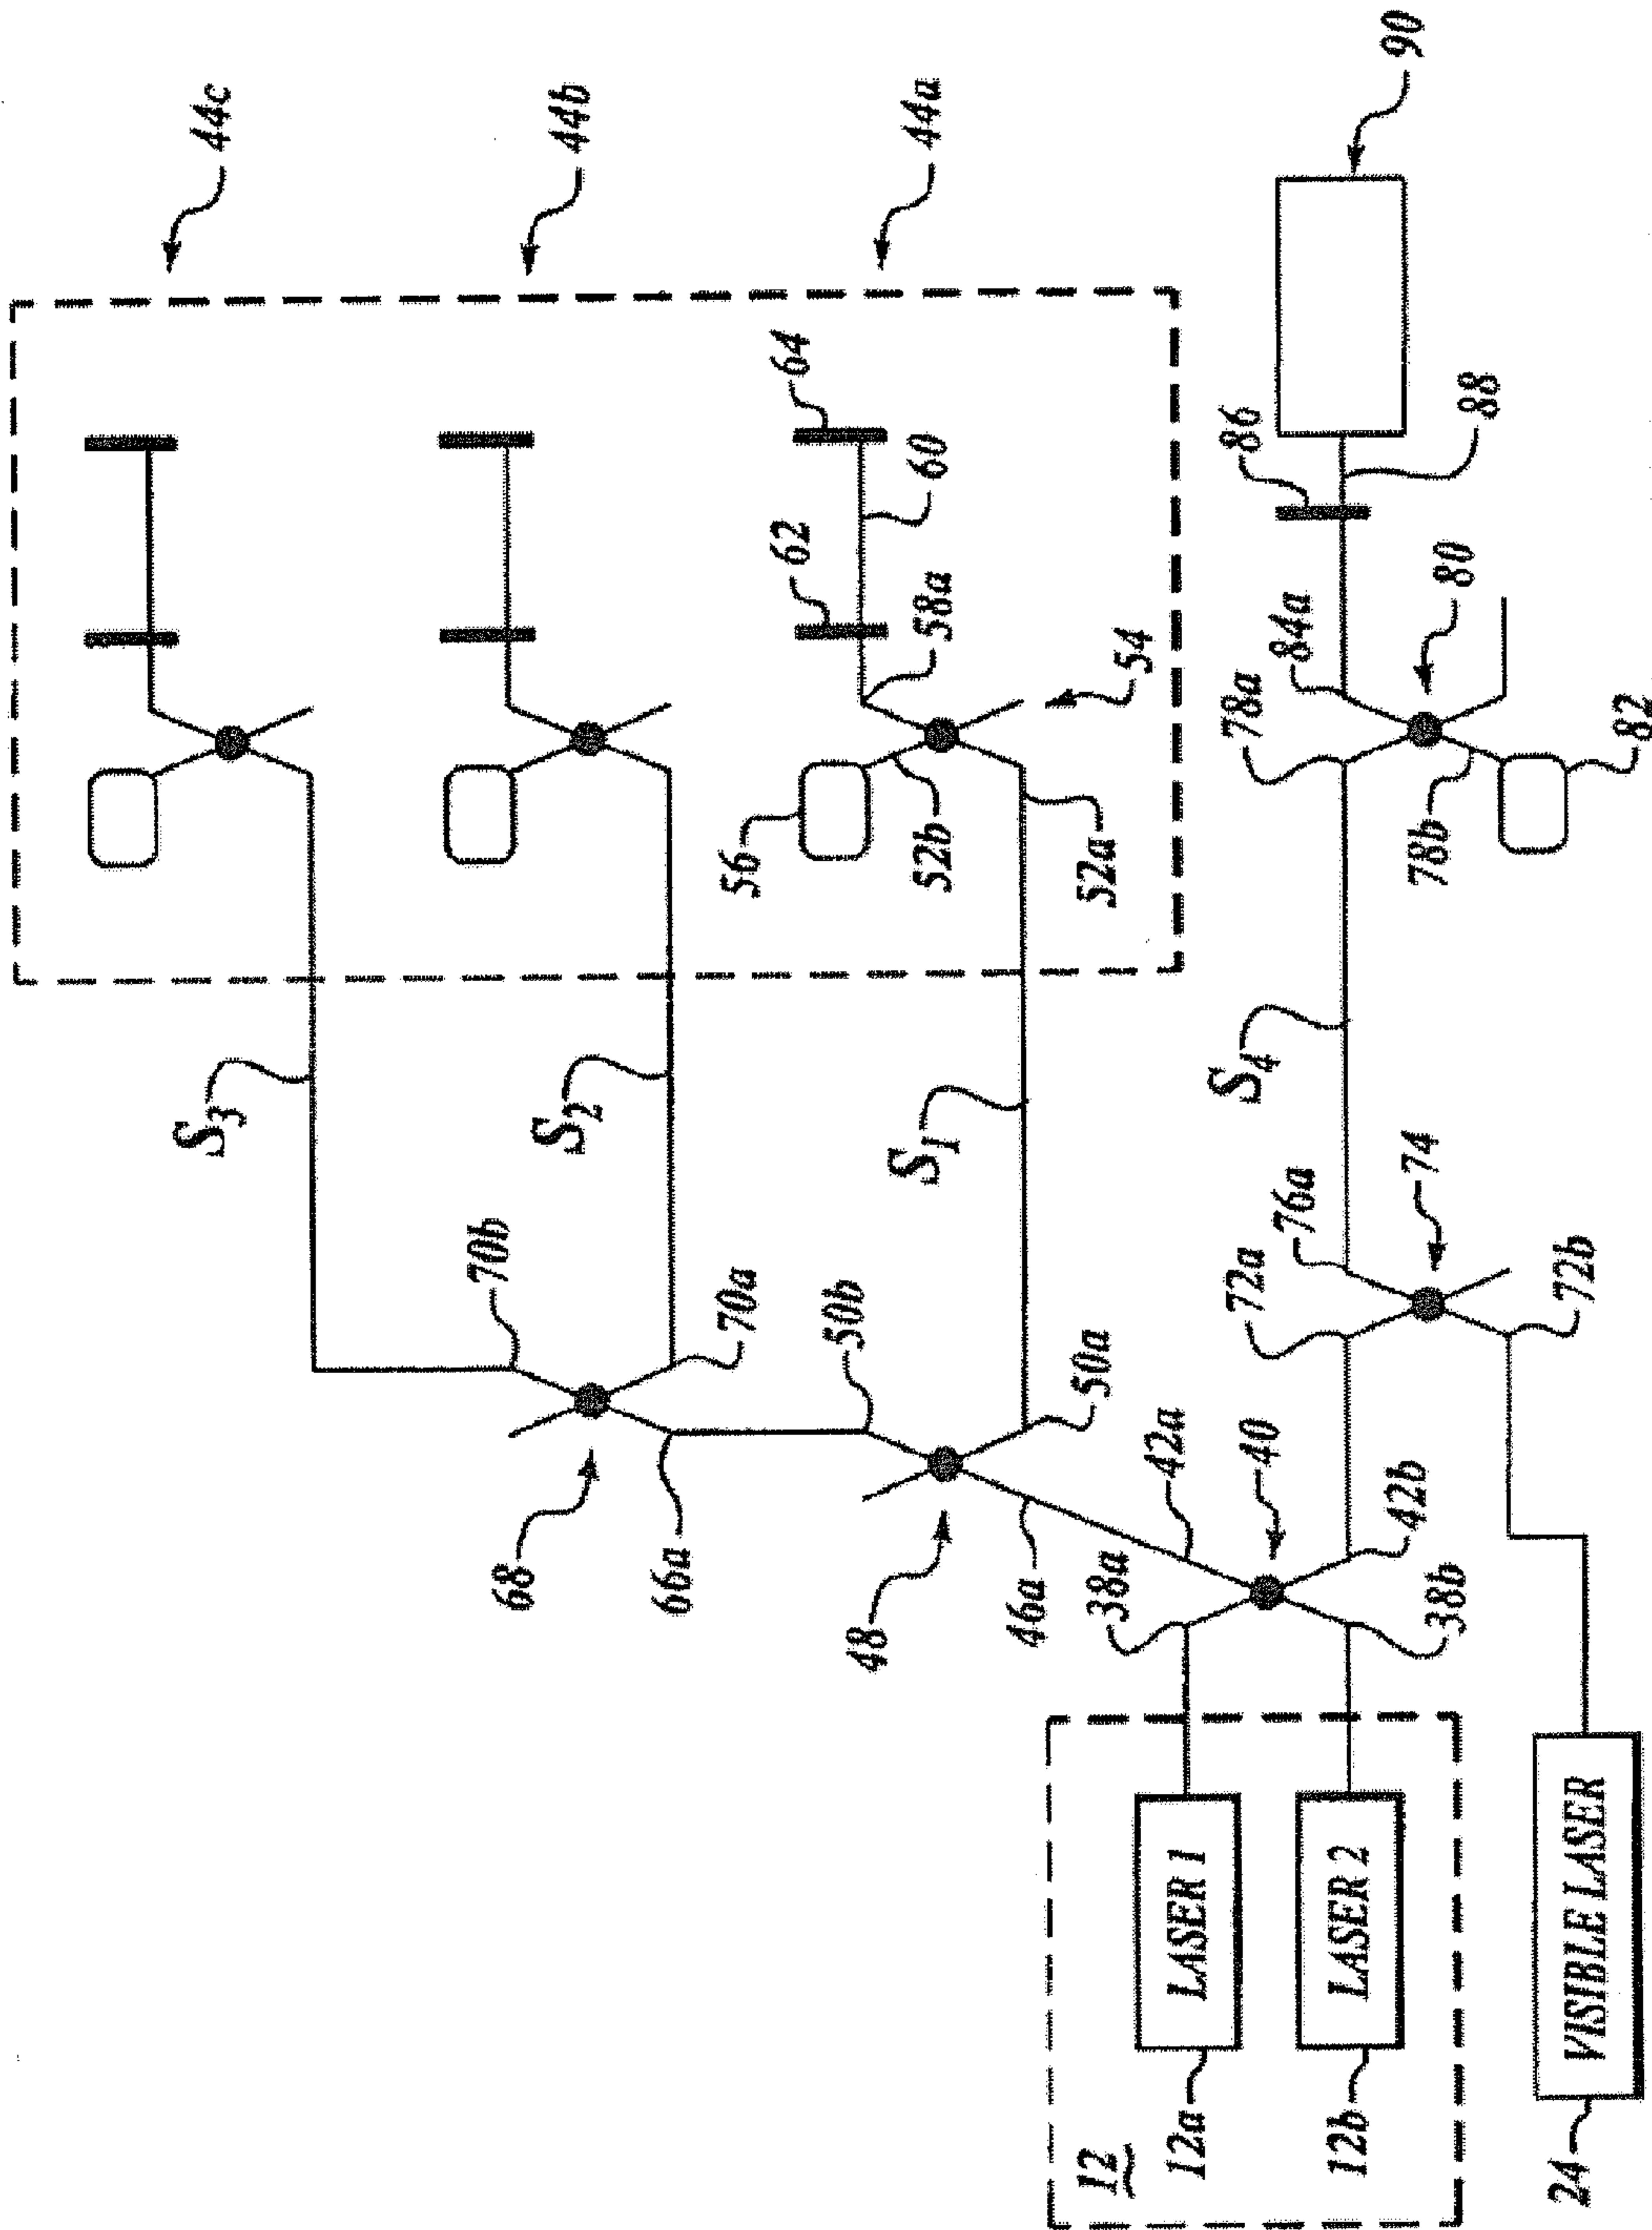 44c
44b
44a
90
64
62
60
58a
54
56
52b
52a
86
88
84a
80
78a
78b
82
S3
S2
S1
S4
70b
70a
50b
50a
76a
72a
74
72b
68
66a
48
46a
42a
40
42b
38a
38b
12
12a
LASER 1
12b
LASER 2
24
VISIBLE LASER